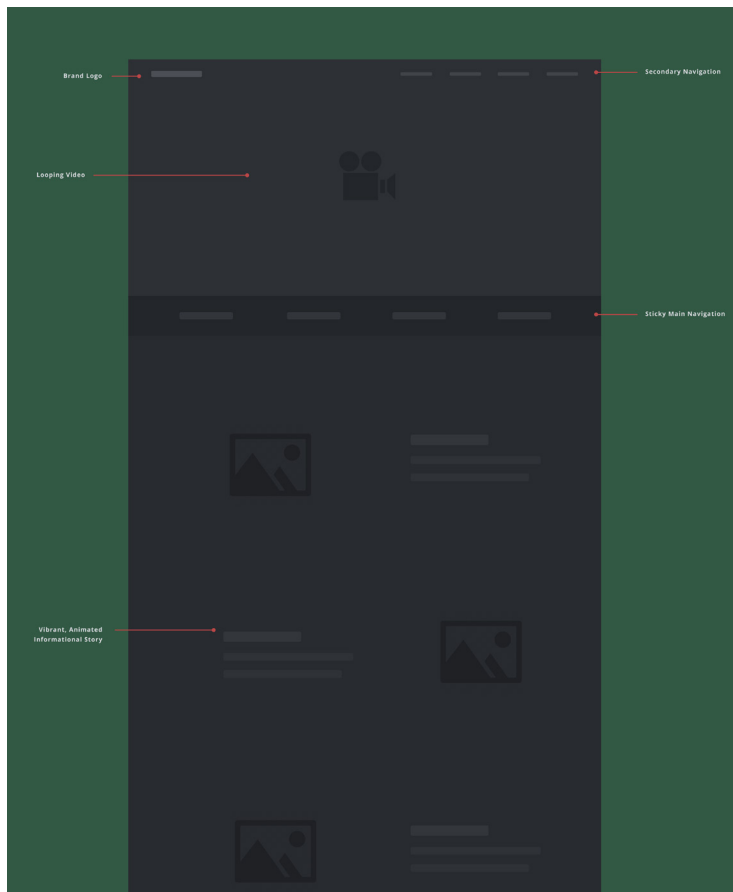 Brand Logo
Secondary Navigation
Looping Video
Sticky Main Navigation
Vibrant, Animated
Informational Story